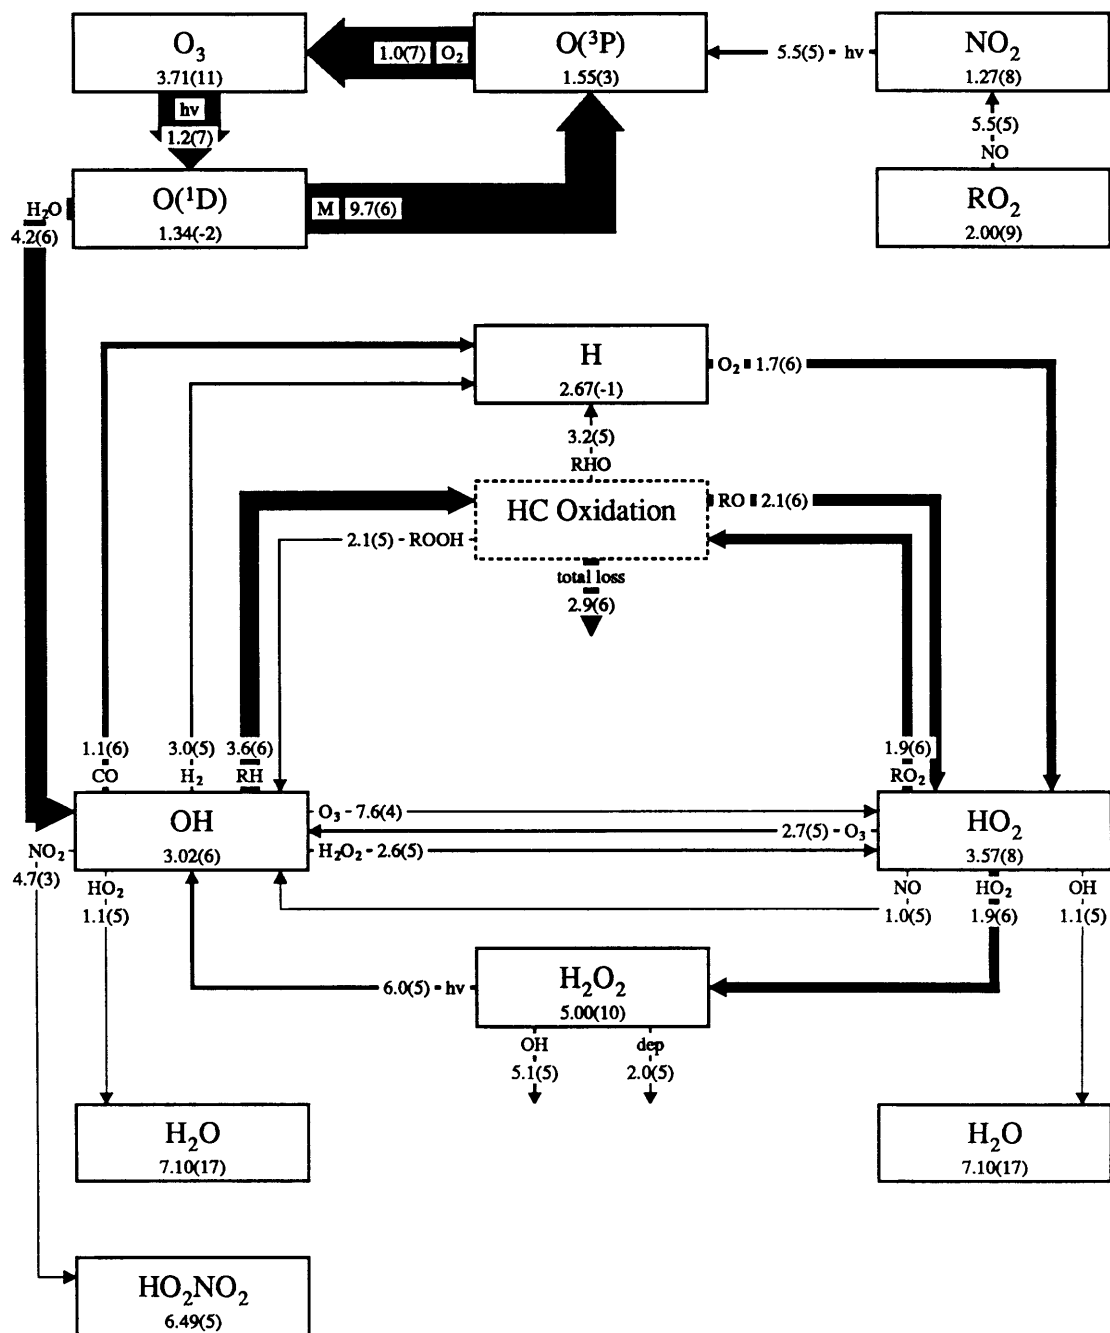 O3
3.71(11)
1.0(7) O2
O(3P)
1.55(3)
5.5(5) - hv
NO2
1.27(8)
hv
1.2(7)
5.5(5)
NO
O(1D)
1.34(-2)
H2O
4.2(6)
M 9.7(6)
RO2
2.00(9)
H
2.67(-1)
O2 1.7(6)
3.2(5)
RHO
HC Oxidation
RO 2.1(6)
2.1(5) - ROOH
total loss
2.9(6)
1.1(6)
CO
3.0(5)
H2
3.6(6)
RH
1.9(6)
RO2
OH
3.02(6)
O3 - 7.6(4)
2.7(5) - O3
H2O2 - 2.6(5)
HO2
3.57(8)
NO2
4.7(3)
HO2
1.1(5)
NO
1.0(5)
HO2
1.9(6)
OH
1.1(5)
6.0(5) - hv
H2O2
5.00(10)
OH
5.1(5)
dep
2.0(5)
H2O
7.10(17)
H2O
7.10(17)
HO2NO2
6.49(5)